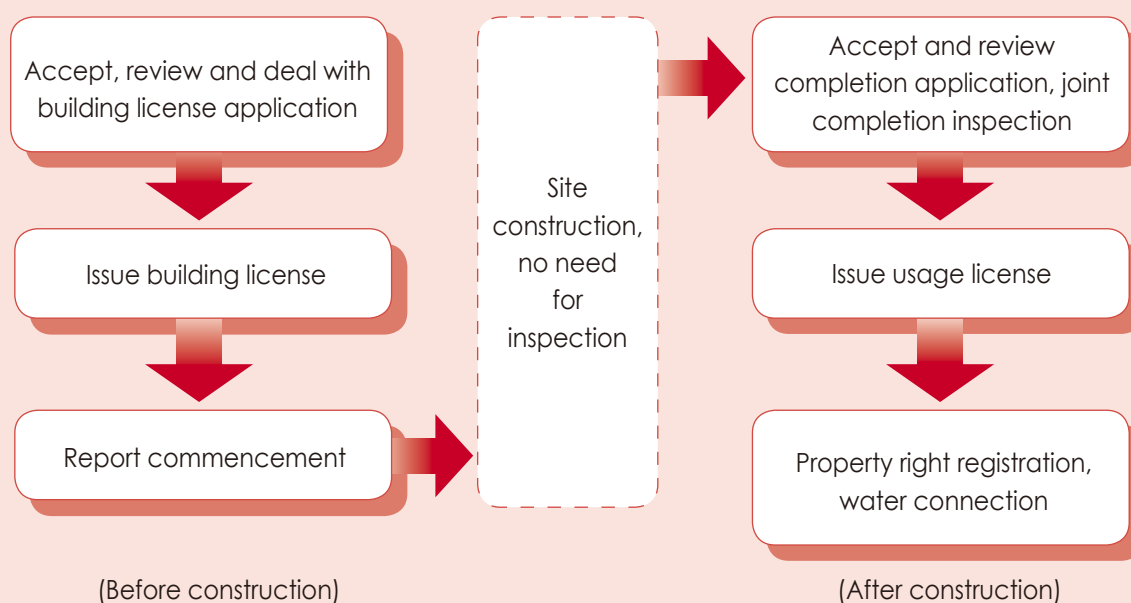 Accept, review and deal with
building license application
Issue building license
Report commencement
(Before construction)
Site
construction,
no need
for
inspection
Accept and review
completion application, joint
completion inspection
Issue usage license
Property right registration,
water connection
(After construction)